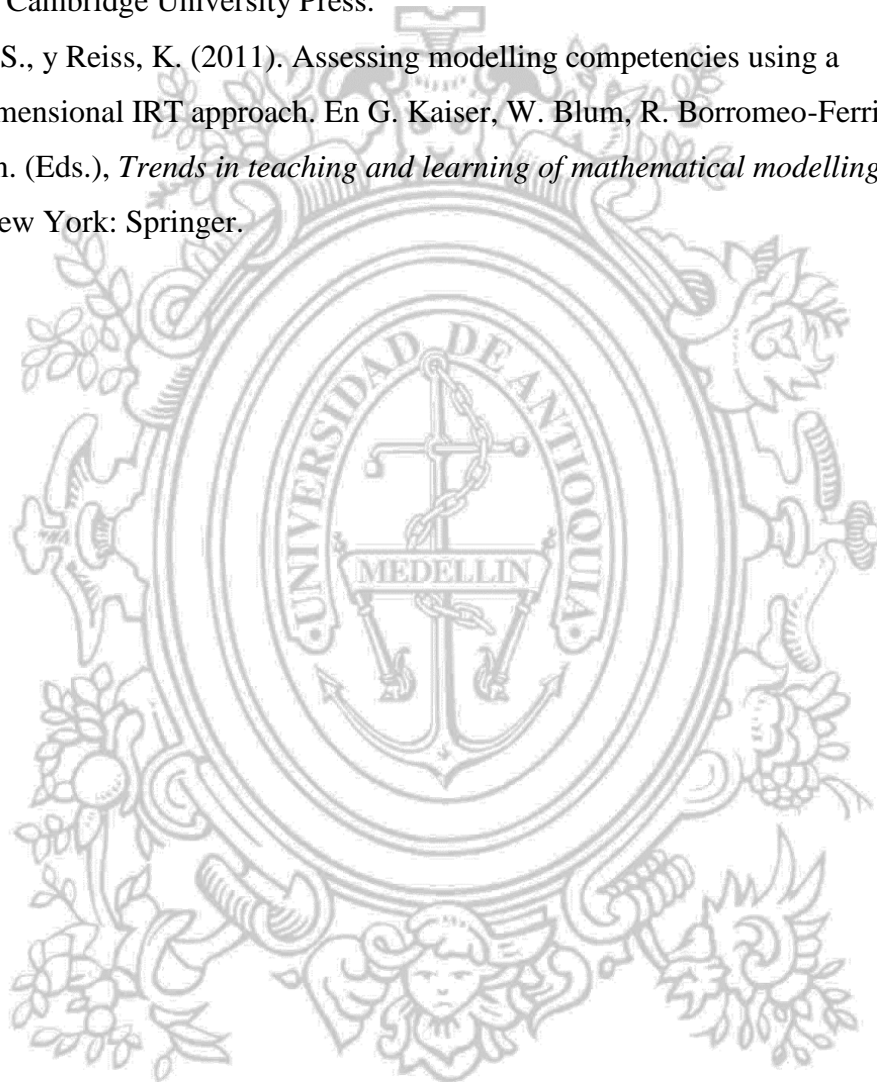 Cambridge University Press.
S., y Reiss, K. (2011). Assessing modelling competencies using a
mensional IRT approach. En G. Kaiser, W. Blum, R. Borromeo-Ferri
n. (Eds.), Trends in teaching and learning of mathematical modelling
ew York: Springer.
UNIVERSIDAD DE ANTIOQUIA
MEDELLIN